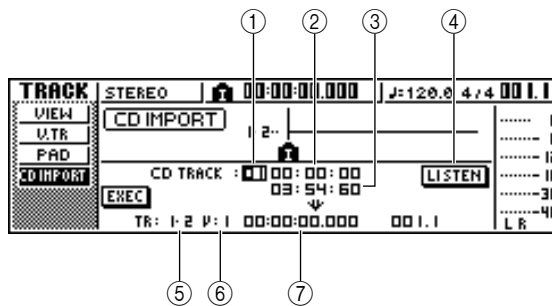 ① ② ③ ④
TRACK STEREO 00:00:00.000 ♩=120.0 4/4 001.1
VIEW
V.TR
PAD
CD IMPORT
CD IMPORT
1-2--
CD TRACK : 01 00:00:00
03:54:60
LISTEN
EXEC
TR: 1-2 V:1 00:00:00.000 001.1
L R
⑤ ⑥ ⑦